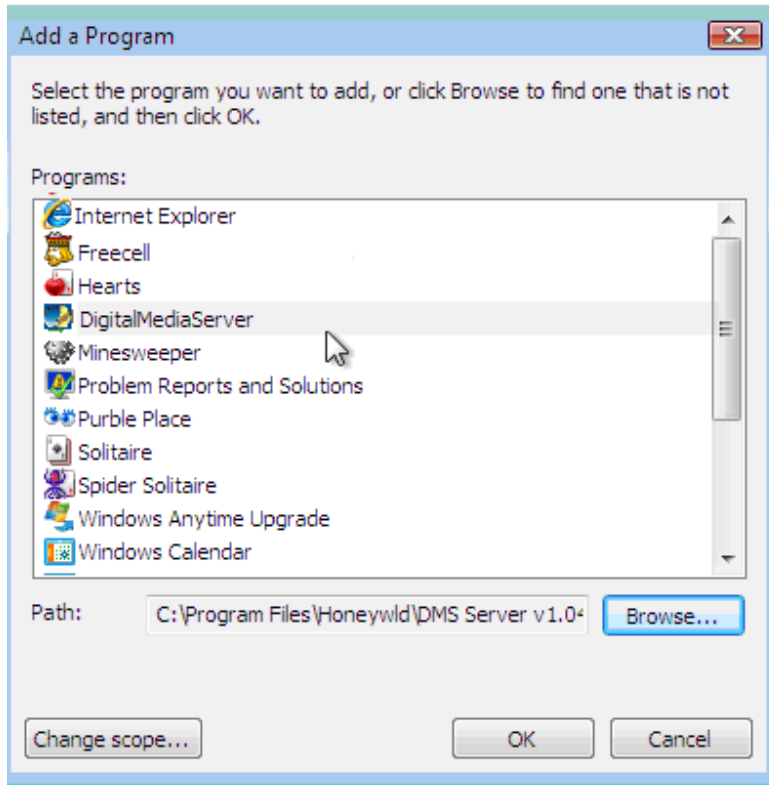 Add a Program
Select the program you want to add, or click Browse to find one that is not
listed, and then click OK.
Programs:
Internet Explorer
Freecell
Hearts
DigitalMediaServer
Minesweeper
Problem Reports and Solutions
Purble Place
Solitaire
Spider Solitaire
Windows Anytime Upgrade
Windows Calendar
Path: C:\Program Files\Honeywld\DMS Server v1.04 Browse...
Change scope... OK Cancel